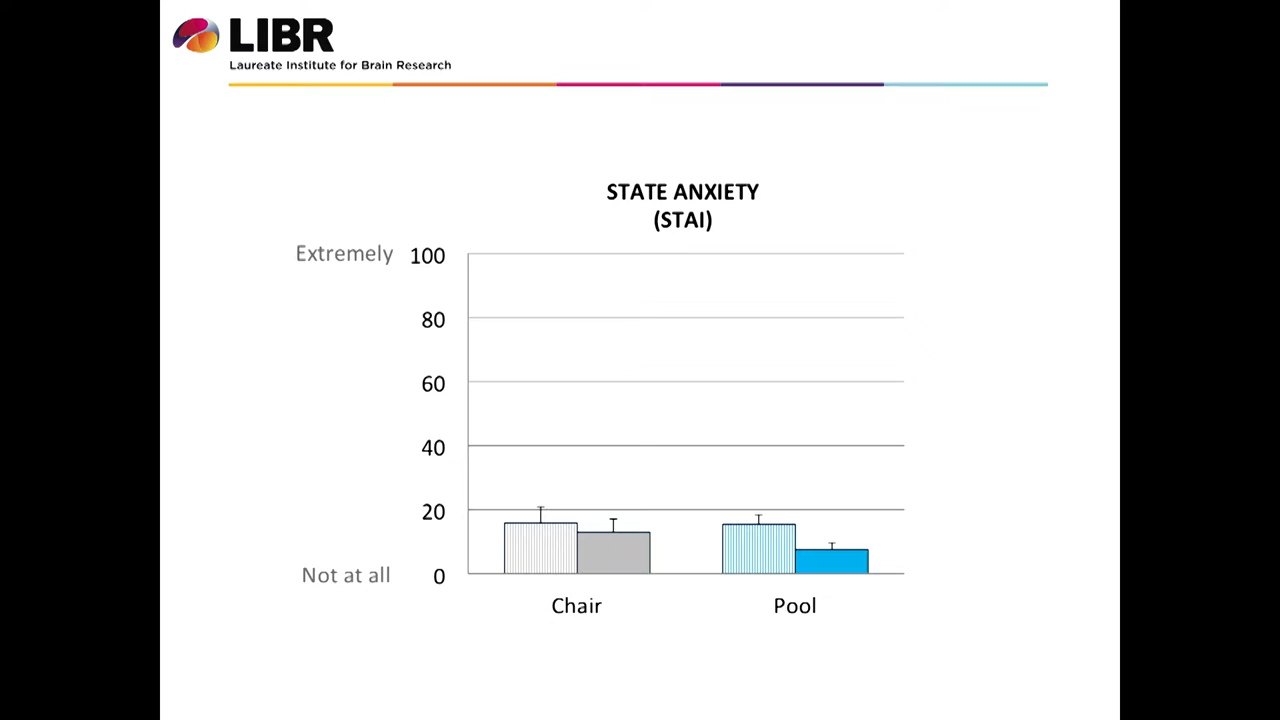 LIBR
Laureate Institute for Brain Research
STATE ANXIETY
(STAI)
Extremely 100
80
60
40
20
Not at all 0
Chair Pool